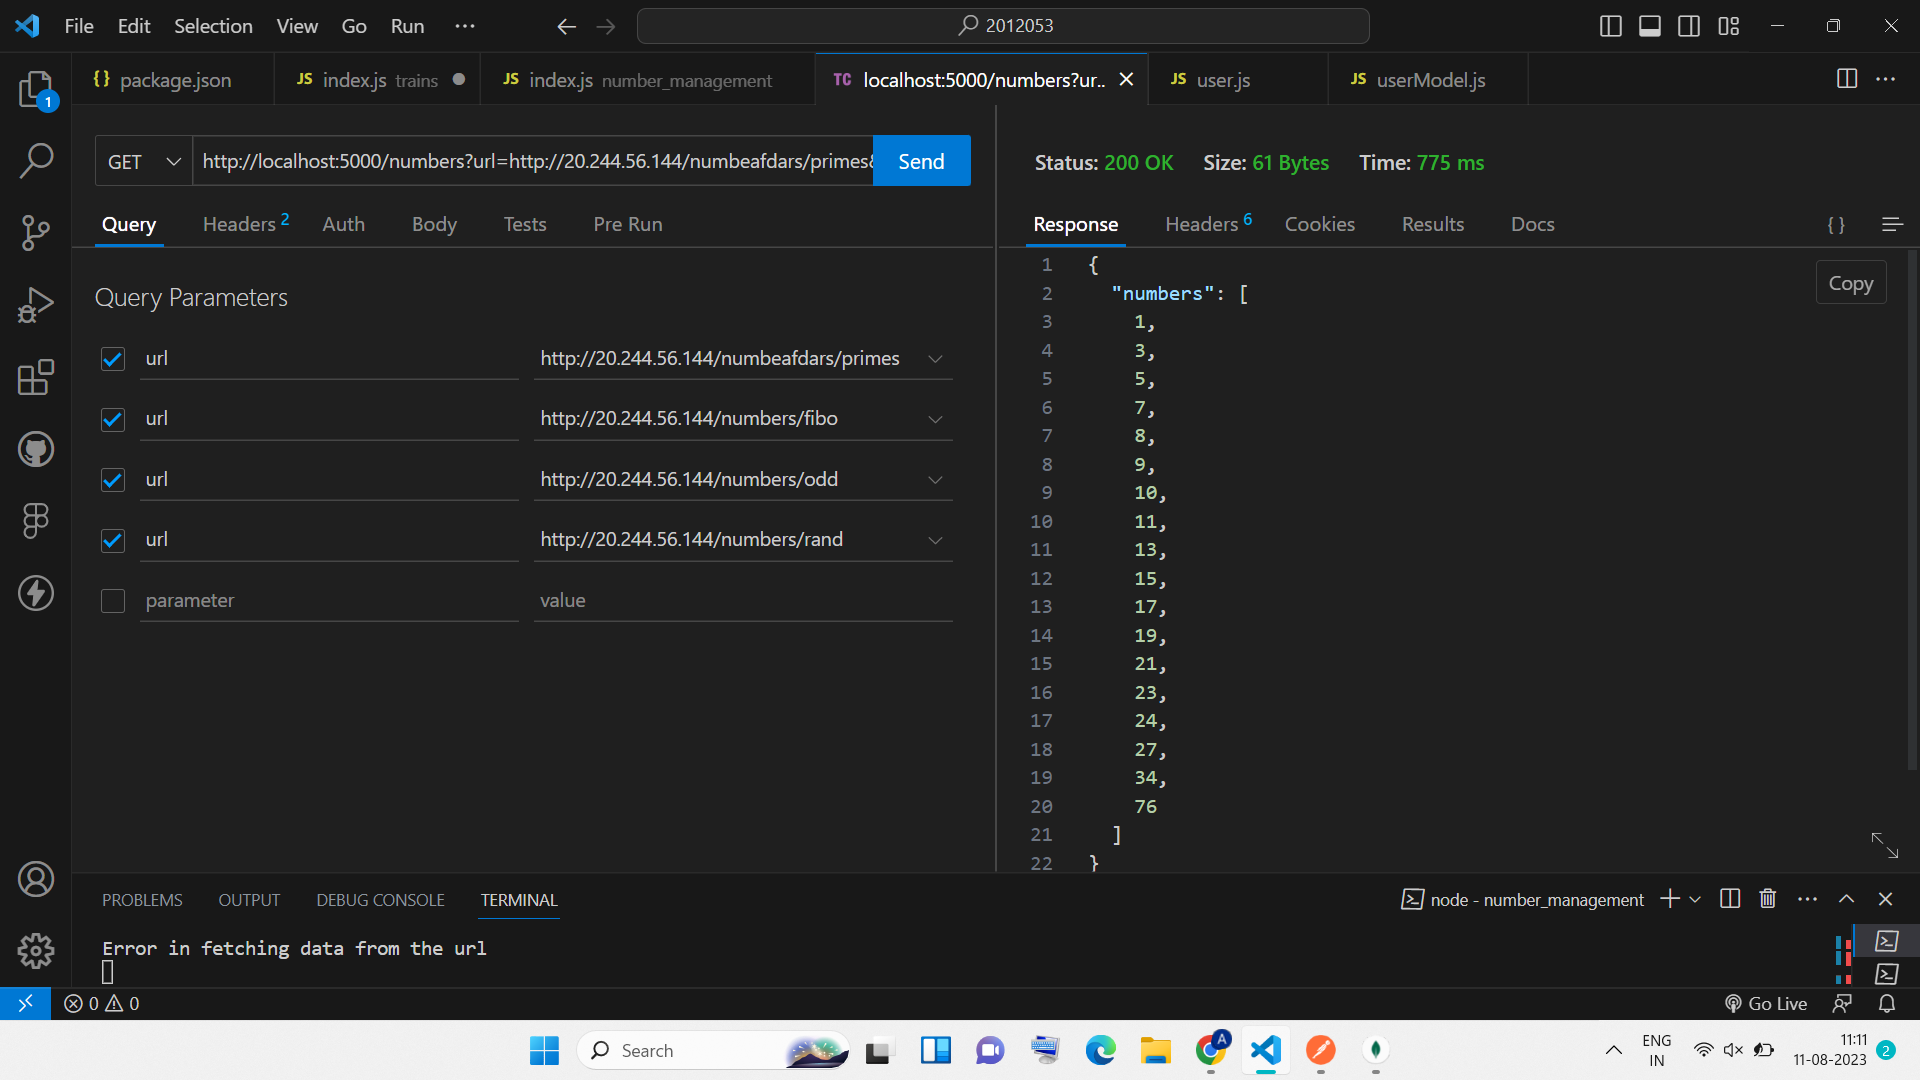 File Edit Selection View Go Run ... 2012053
{} package.json JS index.js trains JS index.js number_management TC localhost:5000/numbers?ur.. JS user.js JS userModel.js
1
GET http://localhost:5000/numbers?url=http://20.244.56.144/numbeafdars/primes& Send
Query Headers 2 Auth Body Tests Pre Run
Query Parameters
url http://20.244.56.144/numbeafdars/primes
url http://20.244.56.144/numbers/fibo
url http://20.244.56.144/numbers/odd
url http://20.244.56.144/numbers/rand
parameter value
Status: 200 OK Size: 61 Bytes Time: 775 ms
Response Headers 6 Cookies Results Docs {}
Copy
1 {
2 "numbers": [
3 1,
4 3,
5 5,
6 7,
7 8,
8 9,
9 10,
10 11,
11 13,
12 15,
13 17,
14 19,
15 21,
16 23,
17 24,
18 27,
19 34,
20 76
21 ]
22 }
PROBLEMS OUTPUT DEBUG CONSOLE TERMINAL node - number_management
Error in fetching data from the url
0 0 Go Live
Search A ENG IN 11:11 11-08-2023 2